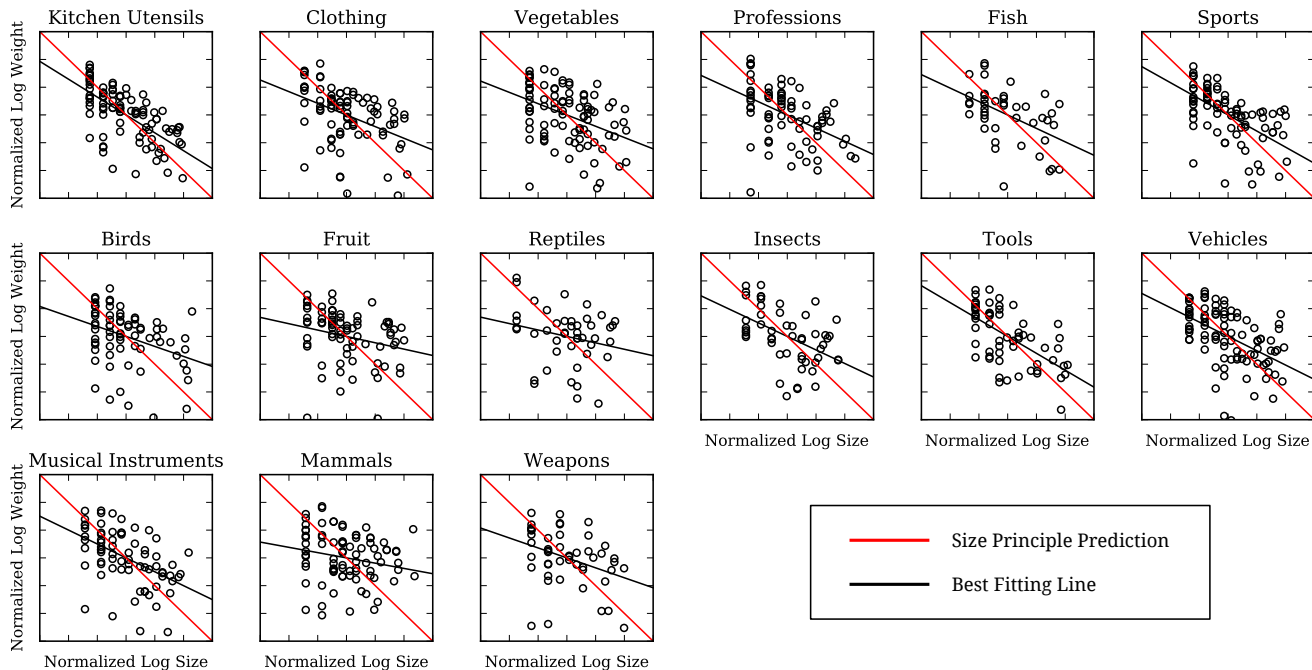 Kitchen Utensils
Clothing
Vegetables
Professions
Fish
Sports
Normalized Log Weight
Birds
Fruit
Reptiles
Insects
Tools
Vehicles
Normalized Log Weight
Normalized Log Size
Normalized Log Size
Normalized Log Size
Musical Instruments
Mammals
Weapons
Normalized Log Weight
Size Principle Prediction
Best Fitting Line
Normalized Log Size
Normalized Log Size
Normalized Log Size